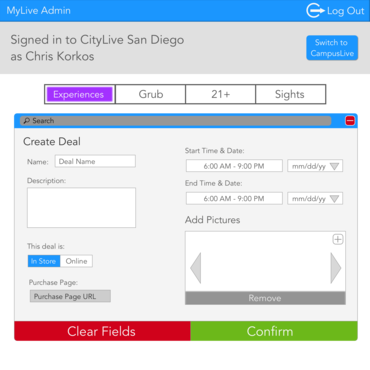 MyLive Admin
Log Out
Signed in to CityLive San Diego
as Chris Korkos
Switch to
CampusLive
Experiences
Grub
21+
Sights
Search
Create Deal
Name:
Deal Name
Description:
This deal is:
In Store
Online
Purchase Page:
Purchase Page URL
Start Time & Date:
6:00 AM - 9:00 PM
mm/dd/yy
End Time & Date:
6:00 AM - 9:00 PM
mm/dd/yy
Add Pictures
Remove
Clear Fields
Confirm